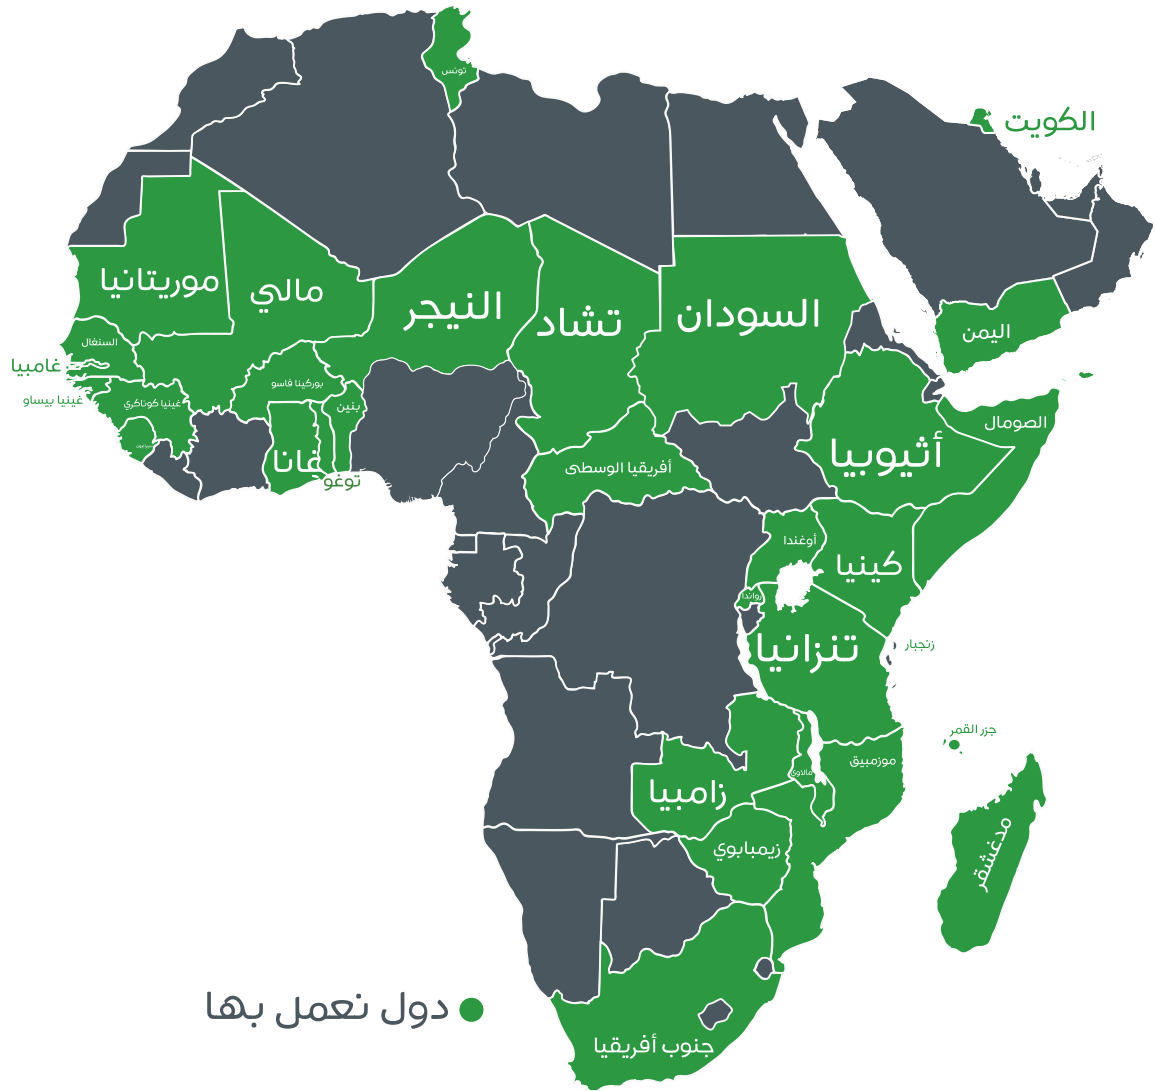 تونس
الكويت
موريتانيا
مالي
النيجر
تشاد
السودان
اليمن
السنغال
غامبيا
بوركينا فاسو
غينيا بيساو
غينيا كوناكري
بنين
الصومال
غانا
توغو
أفريقيا الوسطى
أثيوبيا
أوغندا
كينيا
رواندا
تنزانيا
زنجبار
جزر القمر
موزمبيق
مالاوي
زامبيا
زيمبابوي
مدغشقر
دول نعمل بها
جنوب أفريقيا